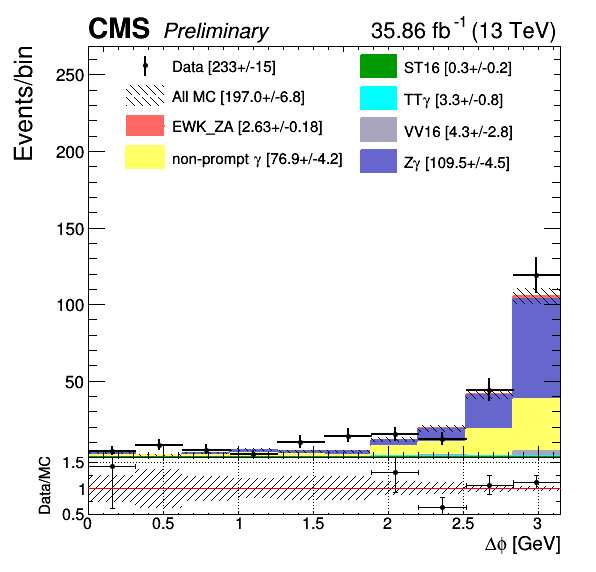 CMS Preliminary 35.86 fb⁻¹ (13 TeV)
Events/bin
250
200
150
100
50
Data [233+/-15]
All MC [197.0+/-6.8]
EWK_ZA [2.63+/-0.18]
non-prompt γ [76.9+/-4.2]
ST16 [0.3+/-0.2]
TTγ [3.3+/-0.8]
VV16 [4.3+/-2.8]
Zγ [109.5+/-4.5]
Data/MC
1.5
1
0.5
0 0.5 1 1.5 2 2.5 3
Δϕ [GeV]